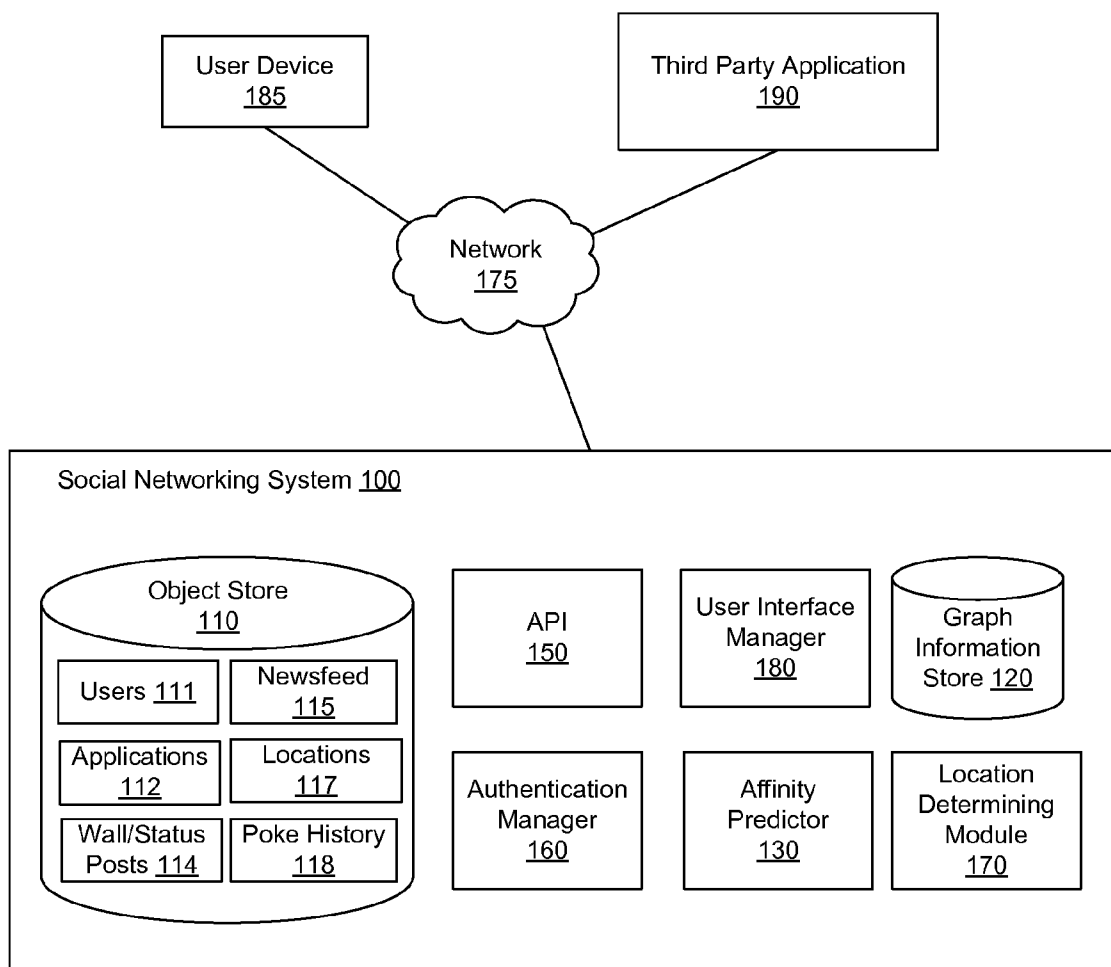 User Device
185
Third Party Application
190
Network
175
Social Networking System 100
Object Store
110
Users 111
Newsfeed
115
Applications
112
Locations
117
Wall/Status
Posts 114
Poke History
118
API
150
User Interface
Manager
180
Graph
Information
Store 120
Authentication
Manager
160
Affinity
Predictor
130
Location
Determining
Module
170